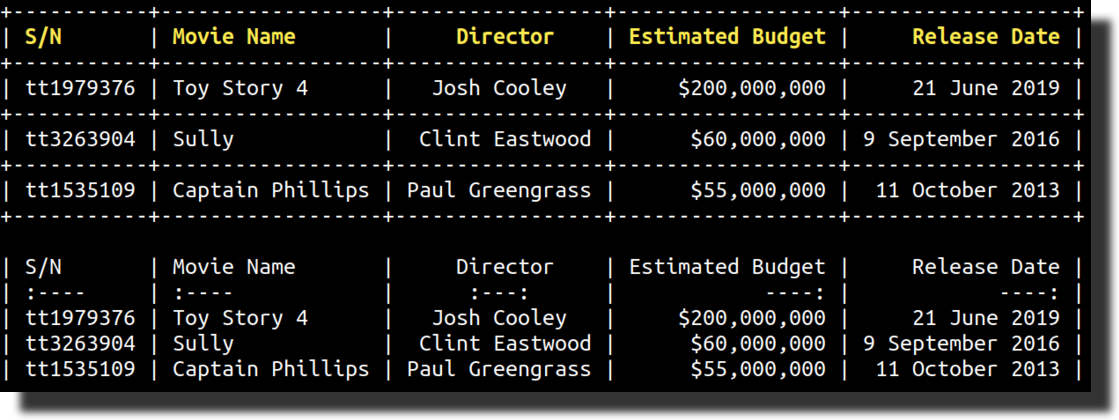 +-----------+------------------+-----------------+------------------+------------------+
| S/N       | Movie Name       |     Director    | Estimated Budget |     Release Date |
+-----------+------------------+-----------------+------------------+------------------+
| tt1979376 | Toy Story 4      |   Josh Cooley   |     $200,000,000 |     21 June 2019 |
+-----------+------------------+-----------------+------------------+------------------+
| tt3263904 | Sully            |  Clint Eastwood |      $60,000,000 | 9 September 2016 |
+-----------+------------------+-----------------+------------------+------------------+
| tt1535109 | Captain Phillips | Paul Greengrass |      $55,000,000 |  11 October 2013 |
+-----------+------------------+-----------------+------------------+------------------+
| S/N       | Movie Name       |     Director    | Estimated Budget |     Release Date |
| :----     | :----            |      :---:      |            ----: |            ----: |
| tt1979376 | Toy Story 4      |   Josh Cooley   |     $200,000,000 |     21 June 2019 |
| tt3263904 | Sully            |  Clint Eastwood |      $60,000,000 | 9 September 2016 |
| tt1535109 | Captain Phillips | Paul Greengrass |      $55,000,000 |  11 October 2013 |